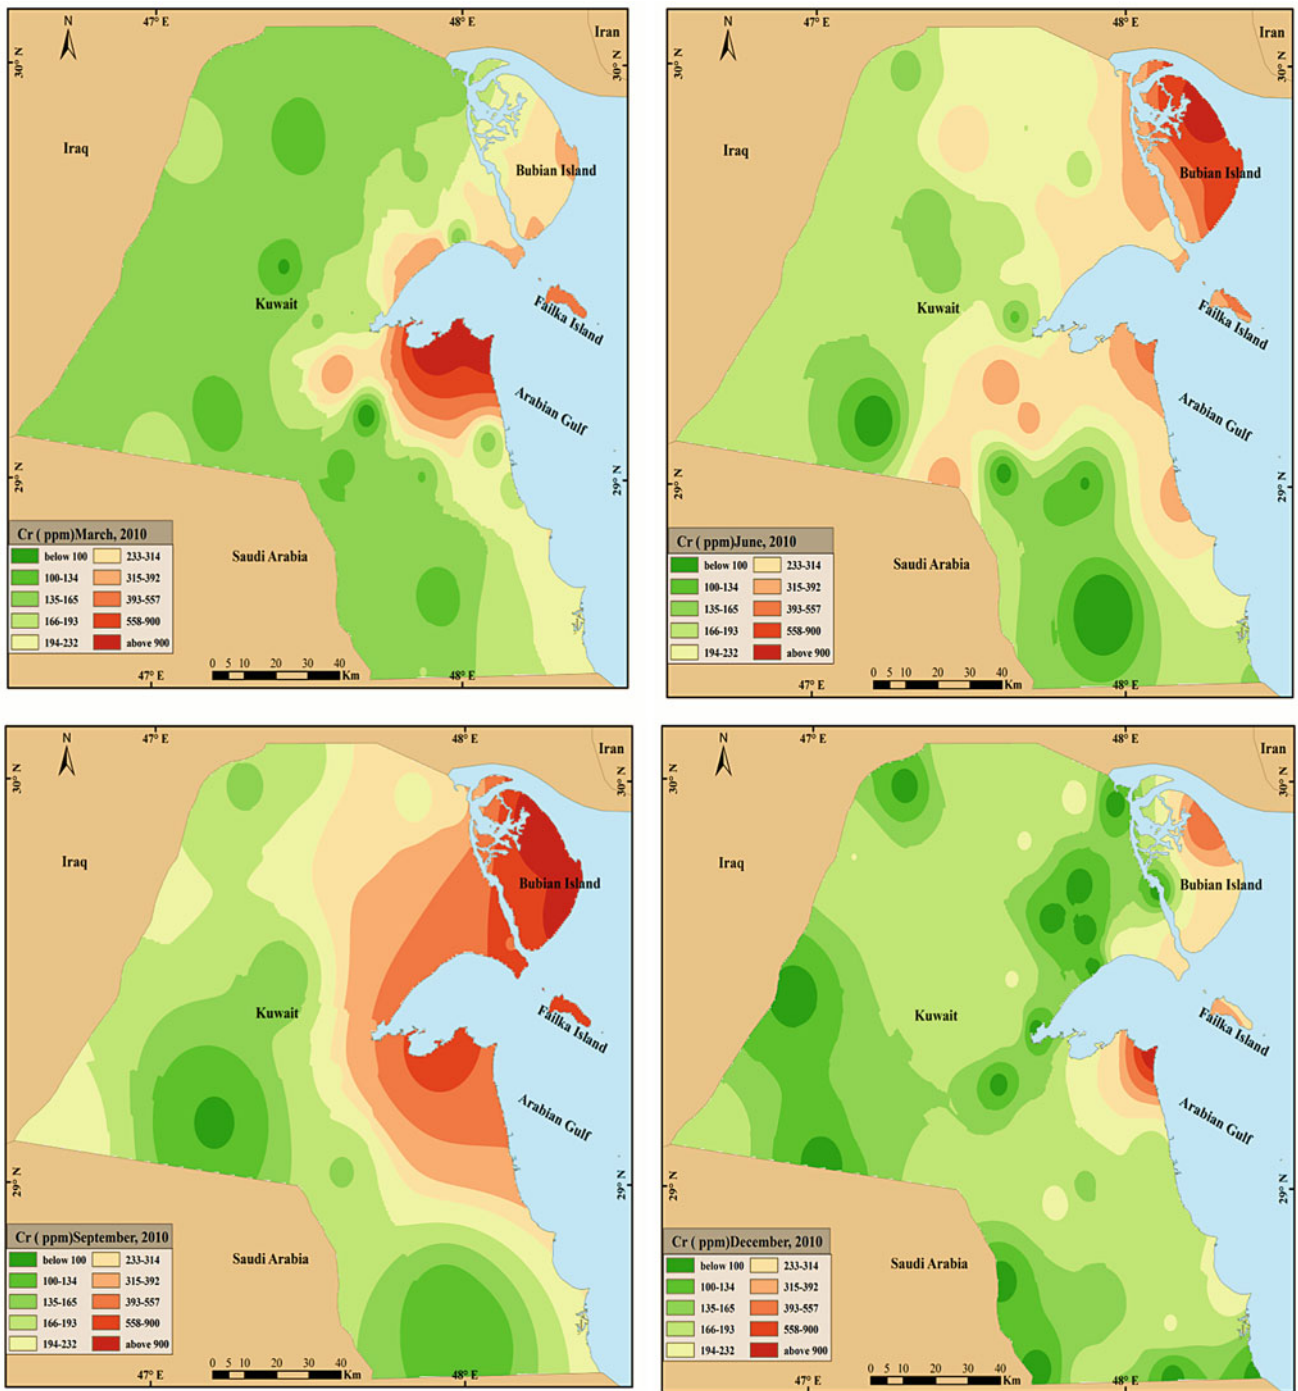 N
47° E
48° E
Iran
30° N
30° N
Iraq
Bubian Island
Kuwait
Failka Island
Arabian Gulf
29° N
29° N
Cr ( ppm)March, 2010
below 100
233-314
100-134
315-392
135-165
393-557
166-193
558-900
194-232
above 900
Saudi Arabia
0 5 10 20 30 40
Km
47° E
48° E
N
47° E
48° E
Iran
30° N
30° N
Iraq
Bubian Island
Kuwait
Failka Island
Arabian Gulf
29° N
29° N
Cr ( ppm)June, 2010
below 100
233-314
100-134
315-392
135-165
393-557
166-193
558-900
194-232
above 900
Saudi Arabia
0 5 10 20 30 40
Km
47° E
48° E
N
47° E
48° E
Iran
30° N
30° N
Iraq
Bubian Island
Kuwait
Failka Island
Arabian Gulf
29° N
29° N
Cr ( ppm)September, 2010
below 100
233-314
100-134
315-392
135-165
393-557
166-193
558-900
194-232
above 900
Saudi Arabia
0 5 10 20 30 40
Km
47° E
48° E
N
47° E
48° E
Iran
30° N
30° N
Iraq
Bubian Island
Kuwait
Failka Island
Arabian Gulf
29° N
29° N
Cr ( ppm)December, 2010
below 100
233-314
100-134
315-392
135-165
393-557
166-193
558-900
194-232
above 900
Saudi Arabia
0 5 10 20 30 40
Km
47° E
48° E